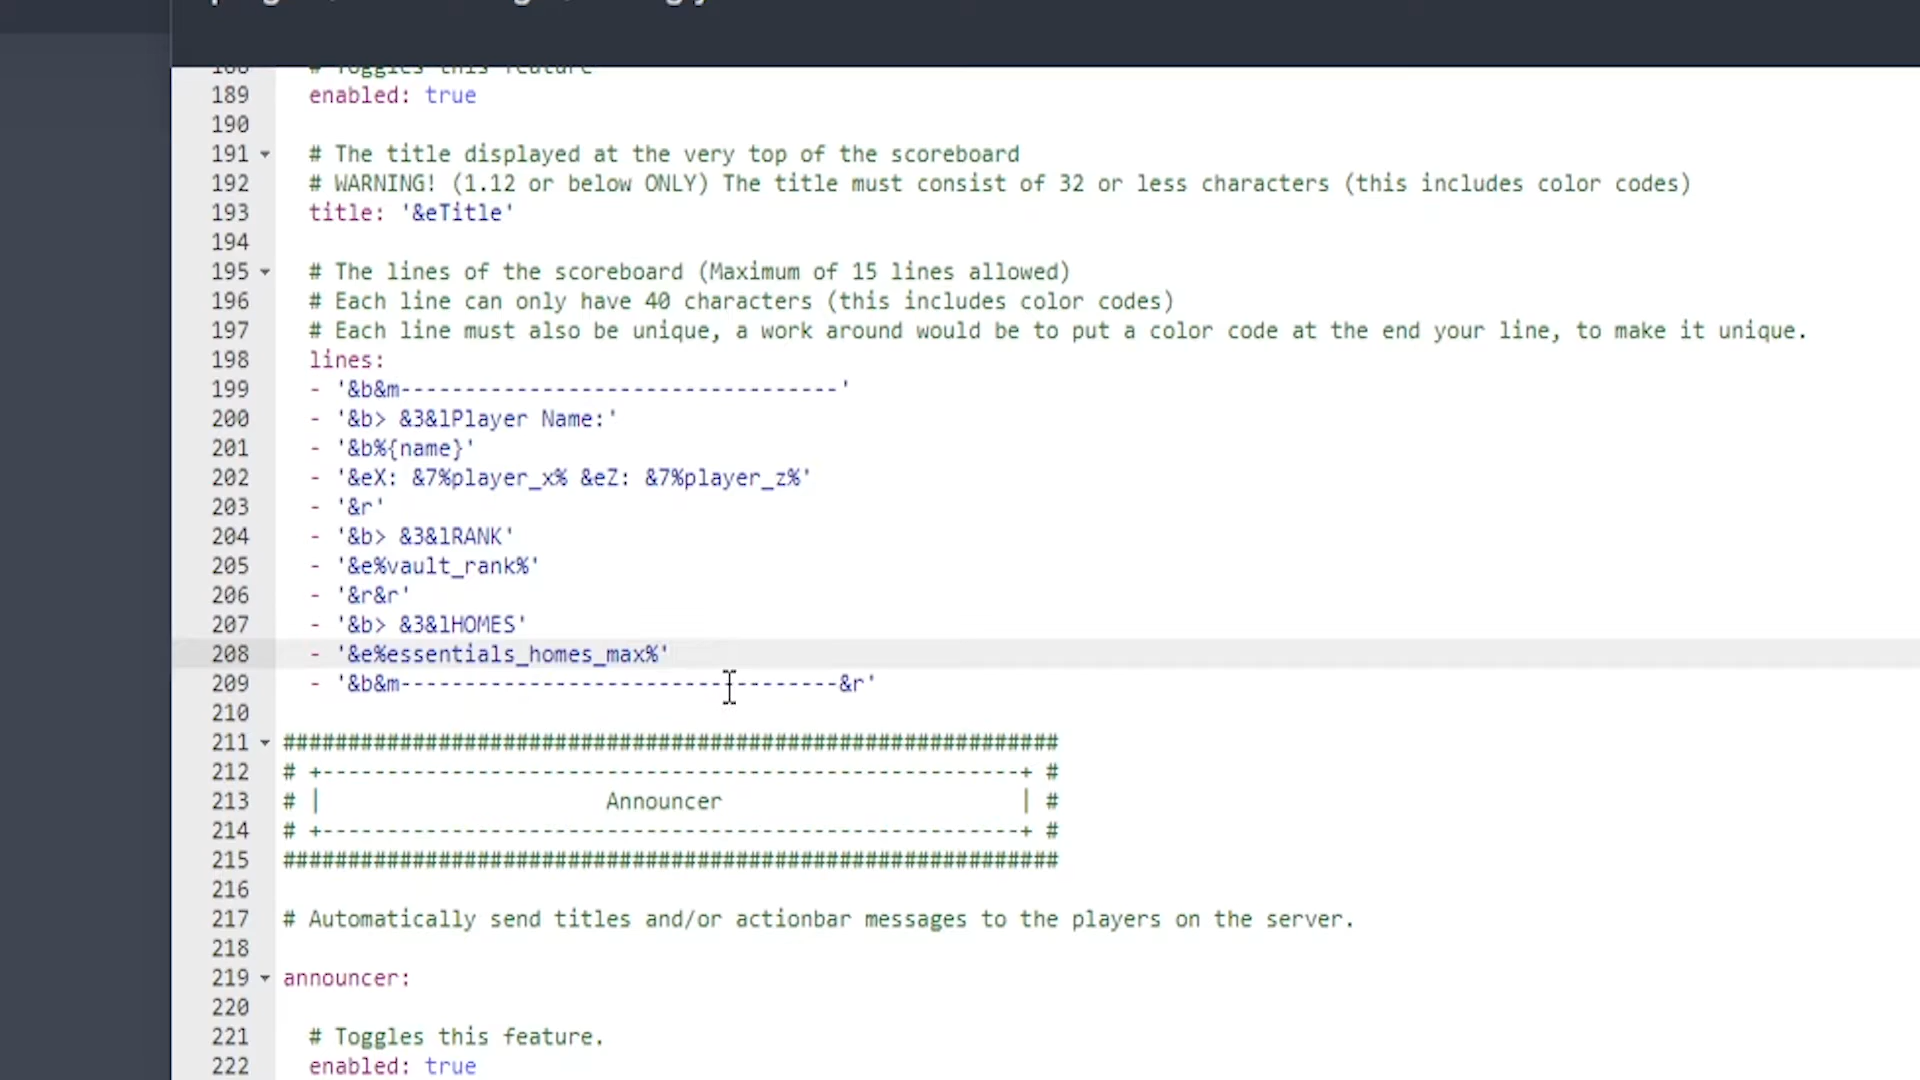 188 # Toggles this feature
189 enabled: true
190
191 # The title displayed at the very top of the scoreboard
192 # WARNING! (1.12 or below ONLY) The title must consist of 32 or less characters (this includes color codes)
193 title: '&eTitle'
194
195 # The lines of the scoreboard (Maximum of 15 lines allowed)
196 # Each line can only have 40 characters (this includes color codes)
197 # Each line must also be unique, a work around would be to put a color code at the end your line, to make it unique.
198 lines:
199 - '&b&m----------------------------------'
200 - '&b> &3&lPlayer Name:'
201 - '&b%{name}'
202 - '&eX: &7%player_x% &eZ: &7%player_z%'
203 - '&r'
204 - '&b> &3&lRANK'
205 - '&e%vault_rank%'
206 - '&r&r'
207 - '&b> &3&lHOMES'
208 - '&e%essentials_homes_max%'
209 - '&b&m----------------------------------&r'
210
211 ############################################################
212 # +------------------------------------------------------+ #
213 # | Announcer | #
214 # +------------------------------------------------------+ #
215 ############################################################
216
217 # Automatically send titles and/or actionbar messages to the players on the server.
218
219 announcer:
220
221 # Toggles this feature.
222 enabled: true